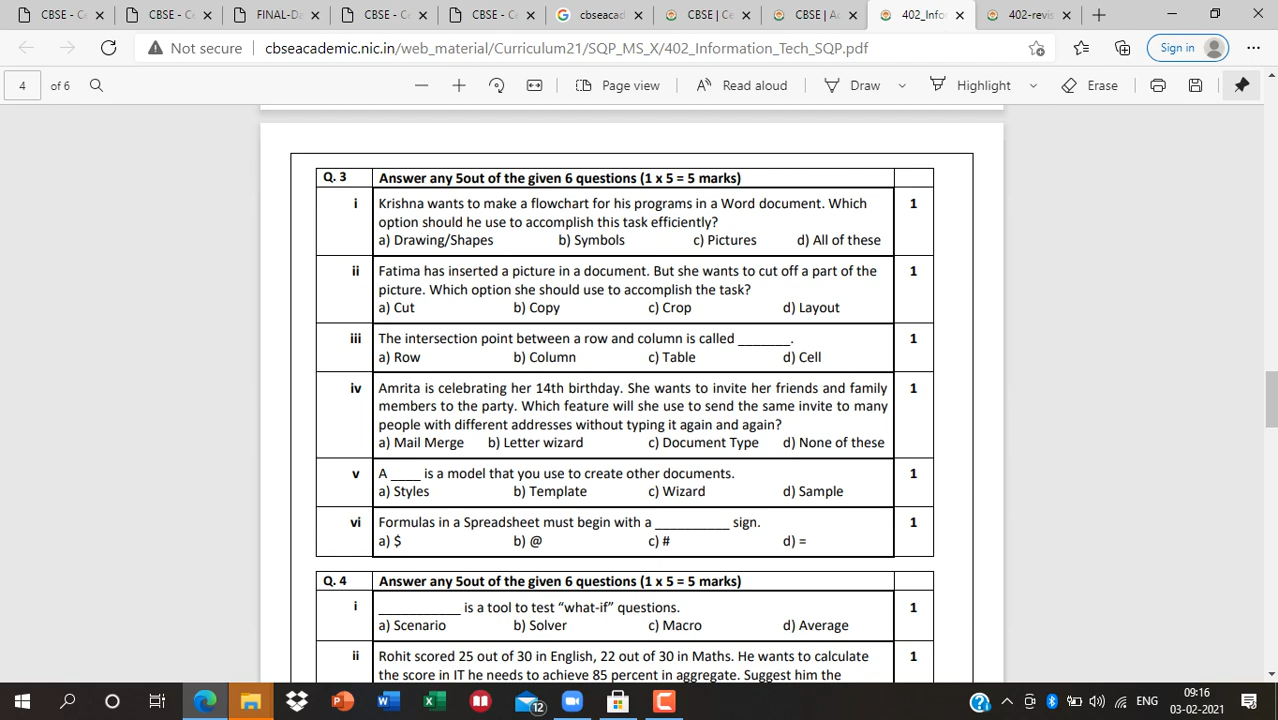 CBSE - Ce
CBSE - Ce
FINAL-Da
CBSE - Ce
CBSE - Ce
cbseacade
CBSE | Ce
CBSE | Ac
402_Infor
402-revis
Not secure
cbseacademic.nic.in/web_material/Curriculum21/SQP_MS_X/402_Information_Tech_SQP.pdf
Sign in
4 of 6
Page view
Read aloud
Draw
Highlight
Erase
Q. 3 Answer any 5out of the given 6 questions (1 x 5 = 5 marks)
i Krishna wants to make a flowchart for his programs in a Word document. Which 1
option should he use to accomplish this task efficiently?
a) Drawing/Shapes b) Symbols c) Pictures d) All of these
ii Fatima has inserted a picture in a document. But she wants to cut off a part of the 1
picture. Which option she should use to accomplish the task?
a) Cut b) Copy c) Crop d) Layout
iii The intersection point between a row and column is called _______. 1
a) Row b) Column c) Table d) Cell
iv Amrita is celebrating her 14th birthday. She wants to invite her friends and family 1
members to the party. Which feature will she use to send the same invite to many
people with different addresses without typing it again and again?
a) Mail Merge b) Letter wizard c) Document Type d) None of these
v A ____ is a model that you use to create other documents. 1
a) Styles b) Template c) Wizard d) Sample
vi Formulas in a Spreadsheet must begin with a __________ sign. 1
a) $ b) @ c) # d) =
Q. 4 Answer any 5out of the given 6 questions (1 x 5 = 5 marks)
i ___________ is a tool to test “what-if” questions. 1
a) Scenario b) Solver c) Macro d) Average
ii Rohit scored 25 out of 30 in English, 22 out of 30 in Maths. He wants to calculate 1
the score in IT he needs to achieve 85 percent in aggregate. Suggest him the
12
ENG
09:16
03-02-2021